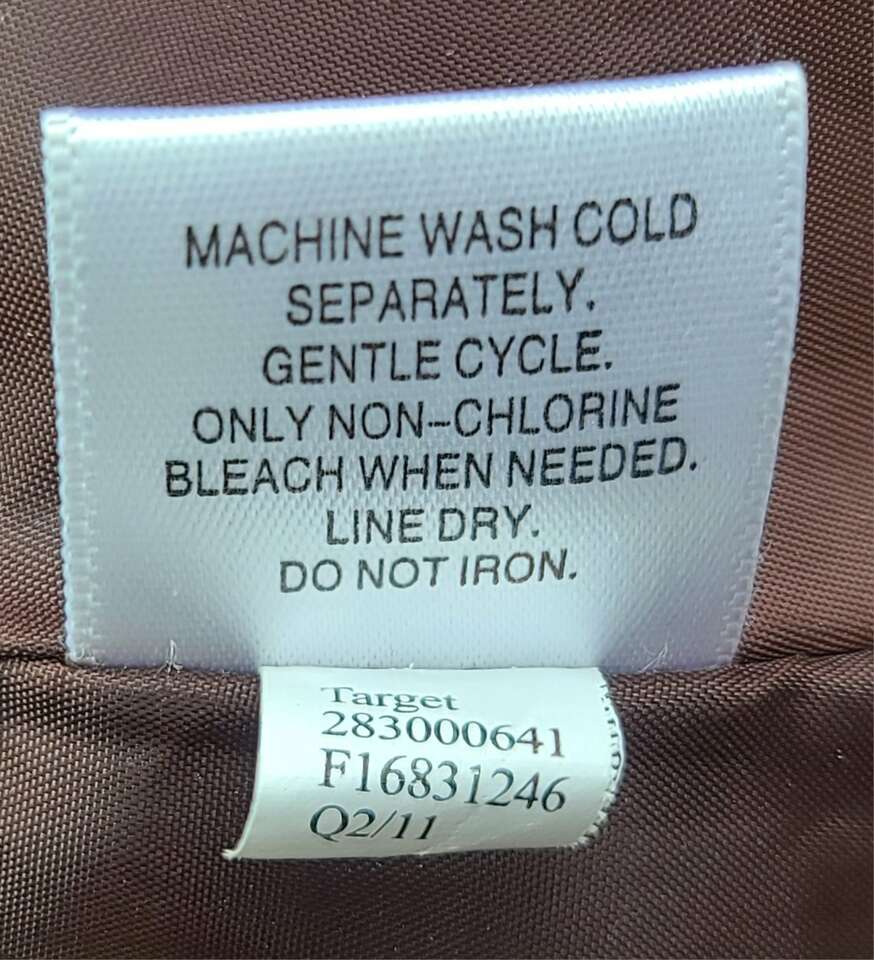 MACHINE WASH COLD
SEPARATELY.
GENTLE CYCLE.
ONLY NON-CHLORINE
BLEACH WHEN NEEDED.
LINE DRY.
DO NOT IRON.
Target
283000641
F16831246
Q2/11